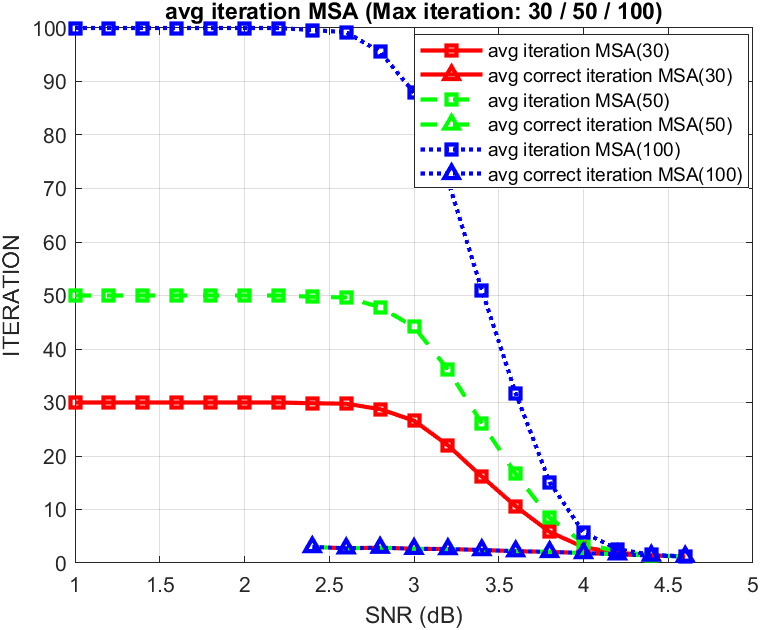 avg iteration MSA (Max iteration: 30 / 50 / 100)
100
90
80
70
60
50
40
30
20
10
0
ITERATION
avg iteration MSA(30)
avg correct iteration MSA(30)
avg iteration MSA(50)
avg correct iteration MSA(50)
avg iteration MSA(100)
avg correct iteration MSA(100)
1 1.5 2 2.5 3 3.5 4 4.5 5
SNR (dB)